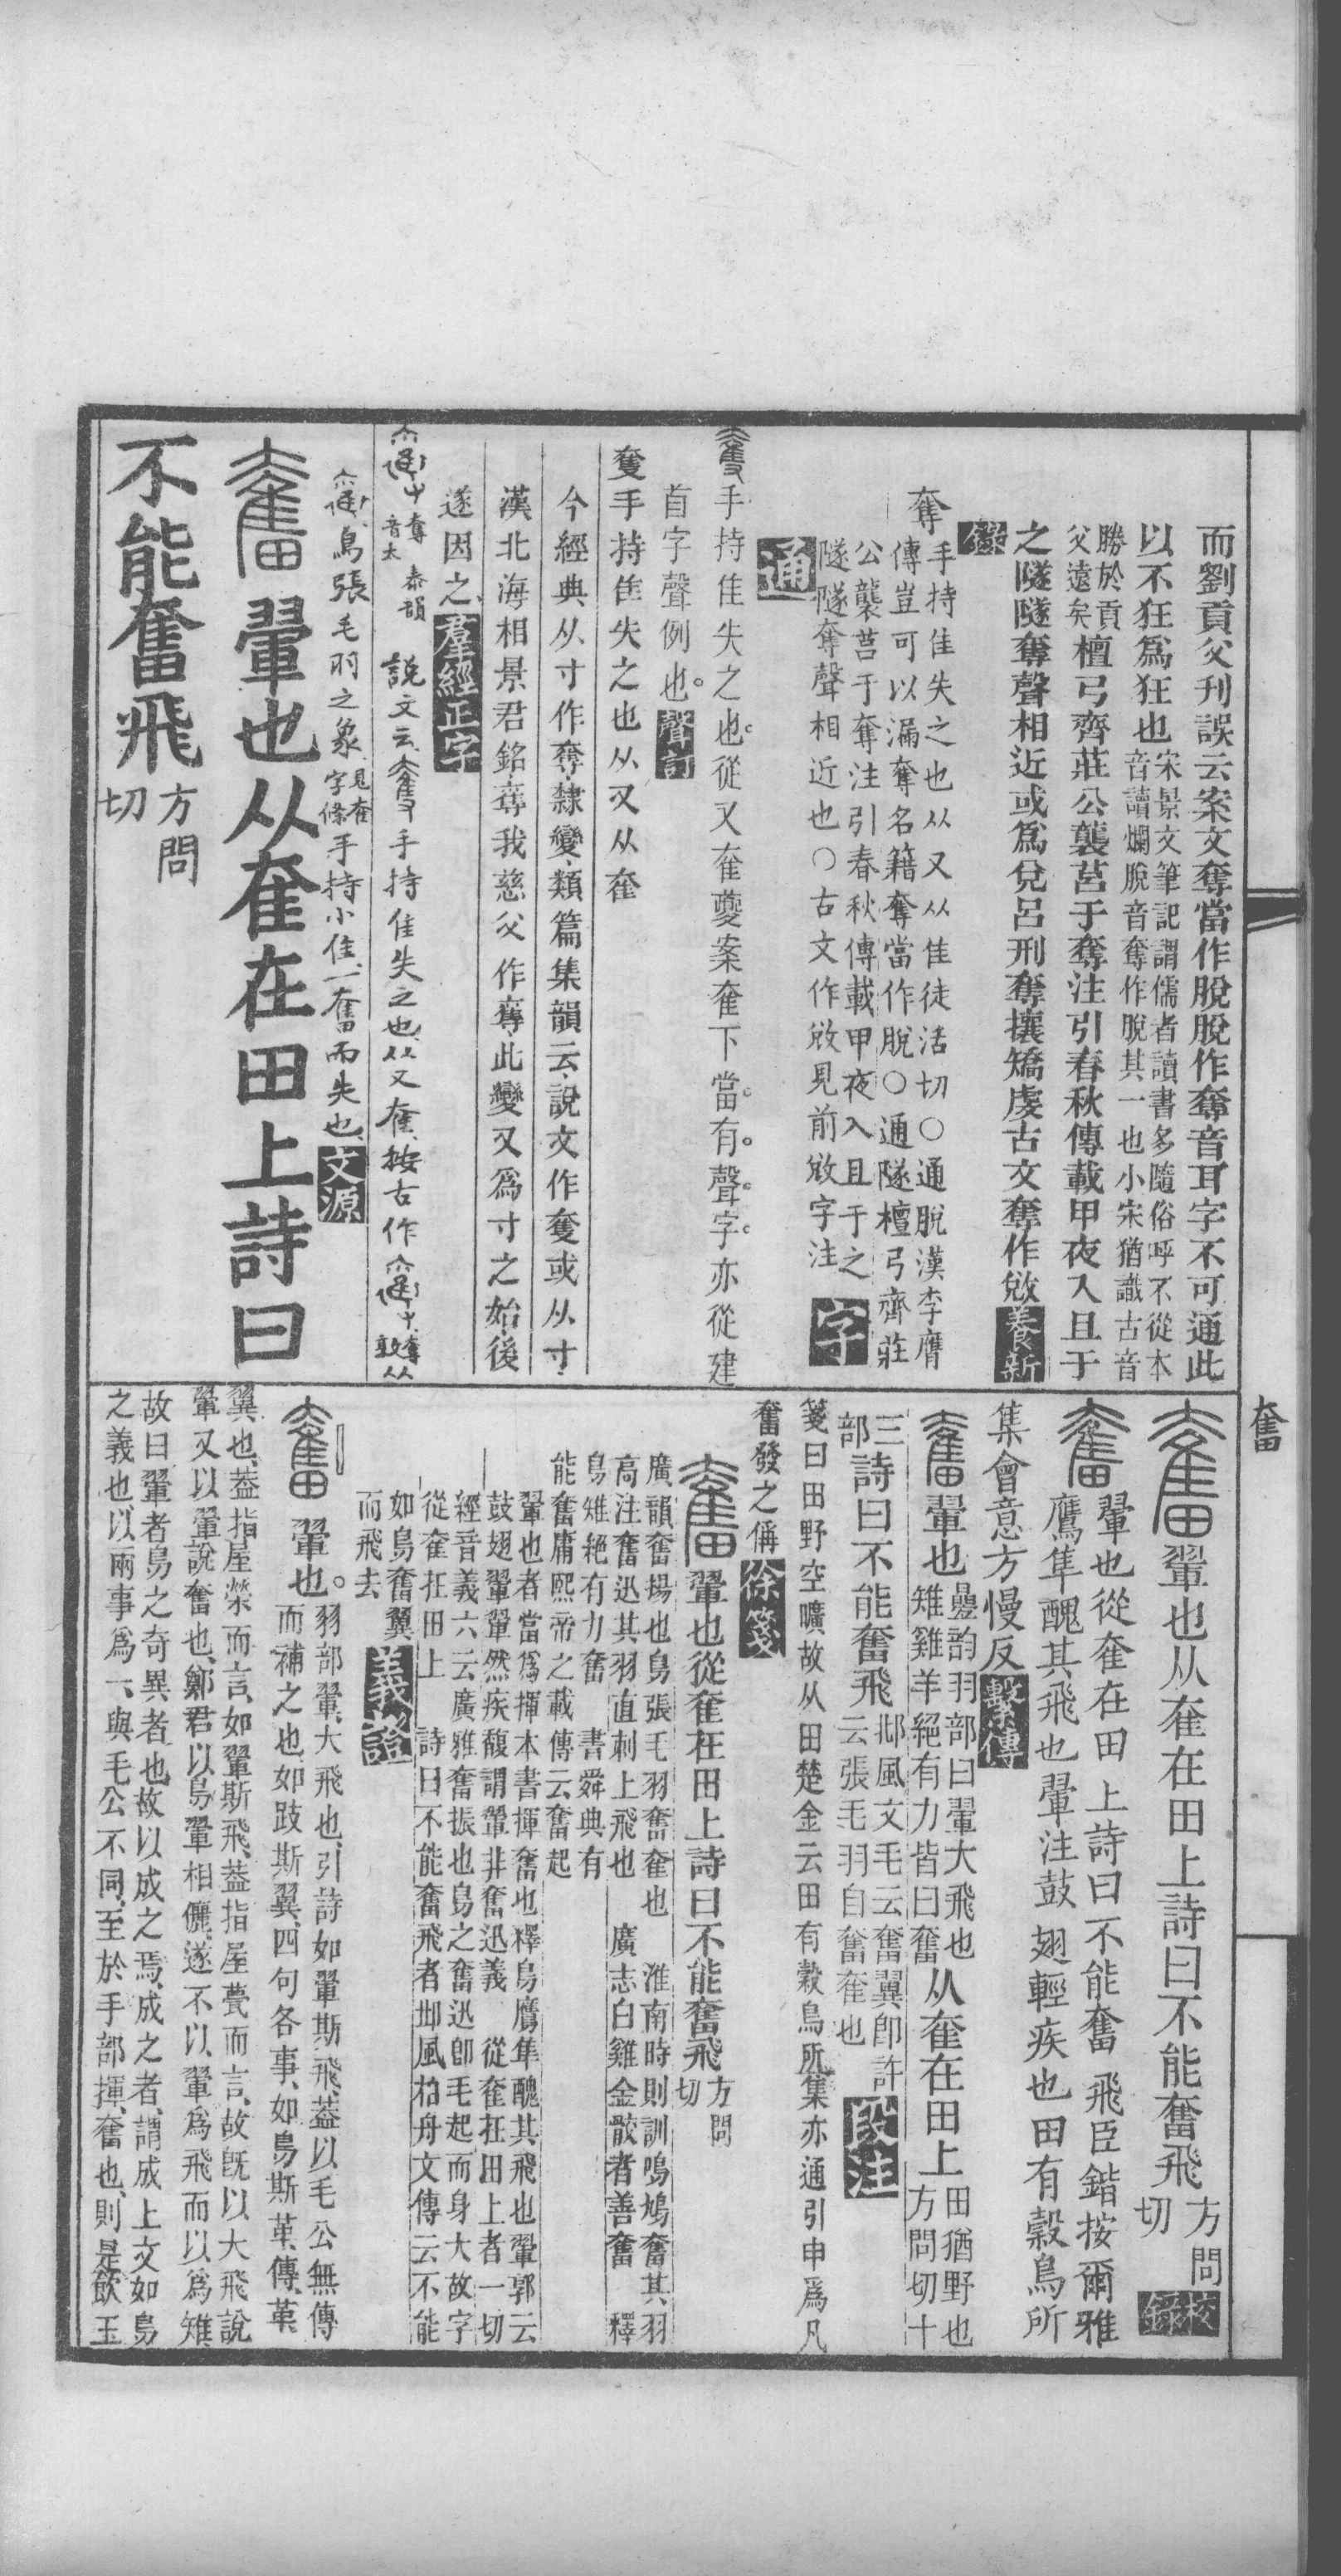 而劉貢父刋誤云案文奪當作脫脫作奪音耳字不可通此
以不狂爲狂也宋景文筆記謂儒者讀書多隨俗呼不從本
音讀爛脫音奪作脫其一也小宋猶識古音
勝於貢
父遠矣檀弓齊莊公襲莒于奪注引春秋傳載甲夜入且于
之隧隧奪聲相近或爲兌呂刑奪攘矯虔古文奪作敚養新
錄
奪手持隹失之也从又从隹徒活切○通脫漢李膺
傳豈可以漏奪名籍奪當作脫○通隧檀弓齊莊
公襲莒于奪注引春秋傳載甲夜入且于之
隧隧奪聲相近也○古文作敚見前敚字注字
通
奪手持隹失之也從又奞夔案奞下當有聲字亦從建
首字聲例也聲訂
奪手持隹失之也从又从奞
今經典从寸作奪隸變類篇集韻云說文作奪或从寸
漢北海相景君銘奪我慈父作奪此變又爲寸之始後
遂因之羣經正字
奪音太泰韻說文云奪手持隹失之也从又奞按古作
鳥張毛羽之象見奞字條手持小隹一奮而失也文源
奮翬也从奞在田上詩曰
不能奮飛方問切
奮
奮翬也从奞在田上詩曰不能奮飛方問切校錄
奮翬也從奞在田上詩曰不能奮飛臣鍇按爾雅
鷹隼醜其飛也翬注鼓翅輕疾也田有穀鳥所
集會意方慢反繫傳
奮翬也疊韵羽部曰翬大飛也
雉雞羊絕有力皆曰奮从奞在田上田猶野也
方問切十
三部詩曰不能奮飛邶風文毛云奮翼卽許
云張毛羽自奮奞也段注
箋曰田野空曠故从田楚金云田有穀鳥所集亦通引申爲凡
奮發之偁徐箋
奮翬也從奞在田上詩曰不能奮飛方問切
廣韻奮揚也鳥張毛羽奮奞也 淮南時則訓鳴鳩奮其羽
高注奮迅其羽直刺上飛也 廣志白雞金骹者善奮 釋
鳥雉絕有力奮 書舜典有
能奮庸熙帝之載傳云奮起
翬也者當爲揮本書揮奮也釋鳥鷹隼醜其飛也翬郭云
鼓翅翬翬然疾馥謂翬非奮迅義 從奞在田上者一切
經音義六云廣雅奮振也鳥之奮迅卽毛起而身大故字
從奞在田上 詩曰不能奮飛者邶風柏舟文傳云不能
如鳥奮翼
而飛去義證
奮翬也羽部翬大飛也引詩如翬斯飛葢以毛公無傳
而補之也如跂斯翼四句各事如鳥斯革傳革
翼也葢指屋榮而言如翬斯飛葢指屋甍而言故旣以大飛說
翬又以翬說奮也鄭君以鳥翬相儷遂不以翬爲飛而以爲雉
故曰翬者鳥之奇異者也故以成之焉成之者謂成上文如鳥
之義也以兩事爲一與毛公不同至於手部揮奮也則是飮玉